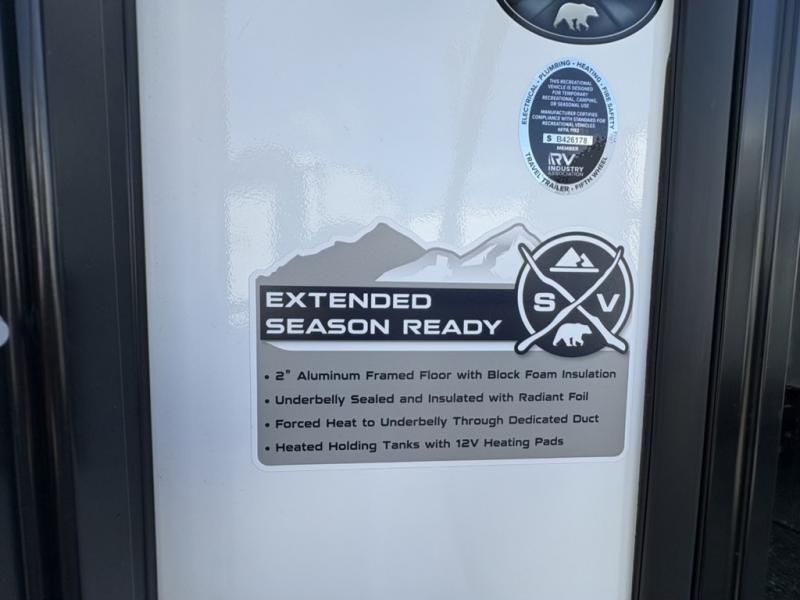 ELECTRICAL • PLUMBING • HEATING • FIRE SAFETY
THIS RECREATIONAL
VEHICLE IS DESIGNED
FOR TEMPORARY
RECREATIONAL, CAMPING,
OR SEASONAL USE
MANUFACTURER CERTIFIES
COMPLIANCE WITH STANDARD FOR
RECREATIONAL VEHICLES
NFPA 1192
S B426178
MEMBER
RV
INDUSTRY
ASSOCIATION
TRAVEL TRAILER • FIFTH WHEEL
EXTENDED
SEASON READY
S V
• 2" Aluminum Framed Floor with Block Foam Insulation
• Underbelly Sealed and Insulated with Radiant Foil
• Forced Heat to Underbelly Through Dedicated Duct
• Heated Holding Tanks with 12V Heating Pads